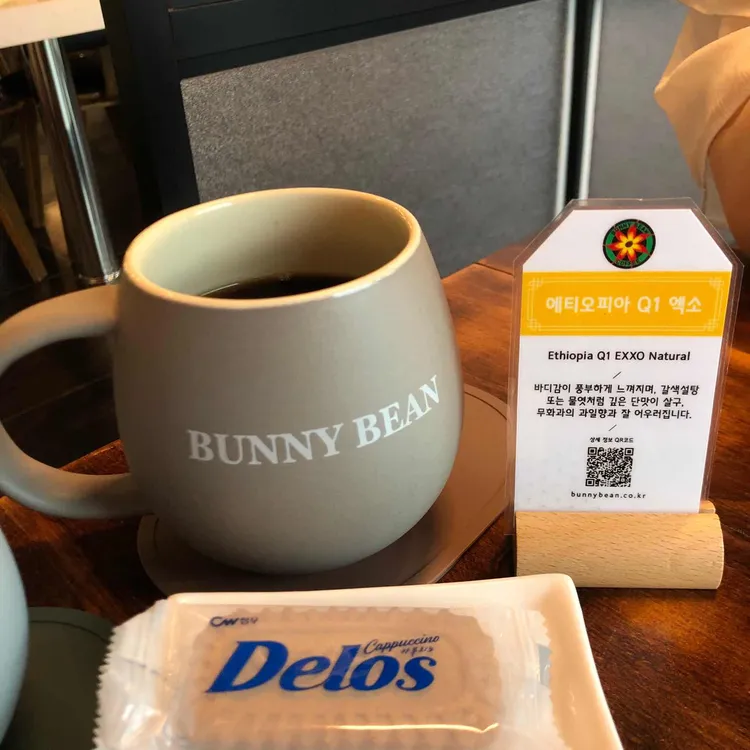 BUNNY BEAN
BUNNY BEAN
COFFEE
에티오피아 Q1 엑소
Ethiopia Q1 EXXO Natural
바디감이 풍부하게 느껴지며, 갈색설탕
또는 물엿처럼 깊은 단맛이 살구,
무화과의 과일향과 잘 어우러집니다.
상세 정보 QR코드
bunnybean.co.kr
CW 청우
Cappuccino
카푸치노
Delos